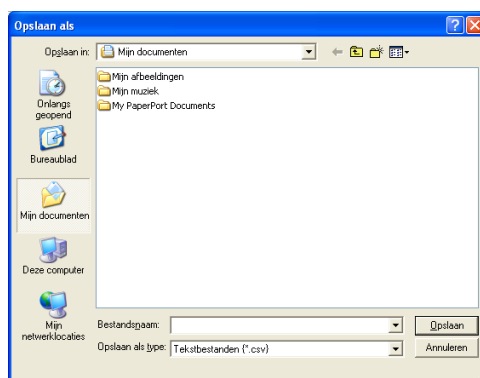 Opslaan als
Opslaan in: Mijn documenten
Mijn afbeeldingen
Mijn muziek
My PaperPort Documents
Onlangs
geopend
Bureaublad
Mijn documenten
Deze computer
Mijn
netwerklocaties
Bestandsnaam:
Opslaan
Opslaan als type: Tekstbestanden (*.csv)
Annuleren